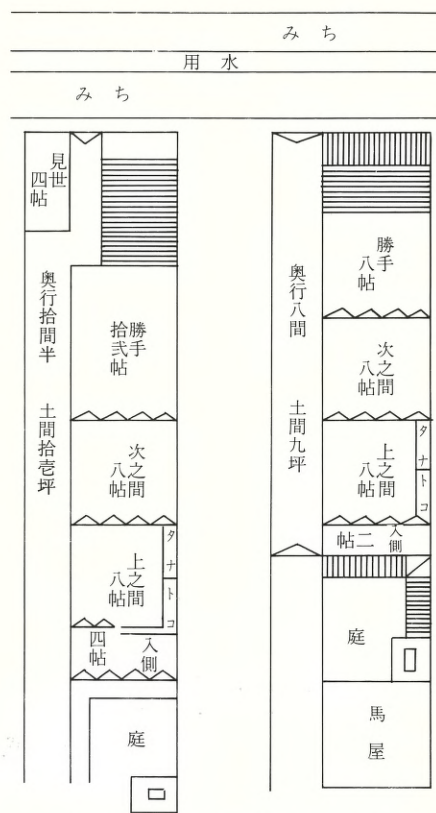 みち
用水
みち
見世
四帖
奥行拾間半　土間拾壱坪
勝手
拾弐帖
次之間
八帖
上之間
八帖
タナ
トコ
入側
四帖
庭
奥行八間　土間九坪
勝手
八帖
次之間
八帖
上之間
八帖
タナ
トコ
入側
二帖
庭
馬屋